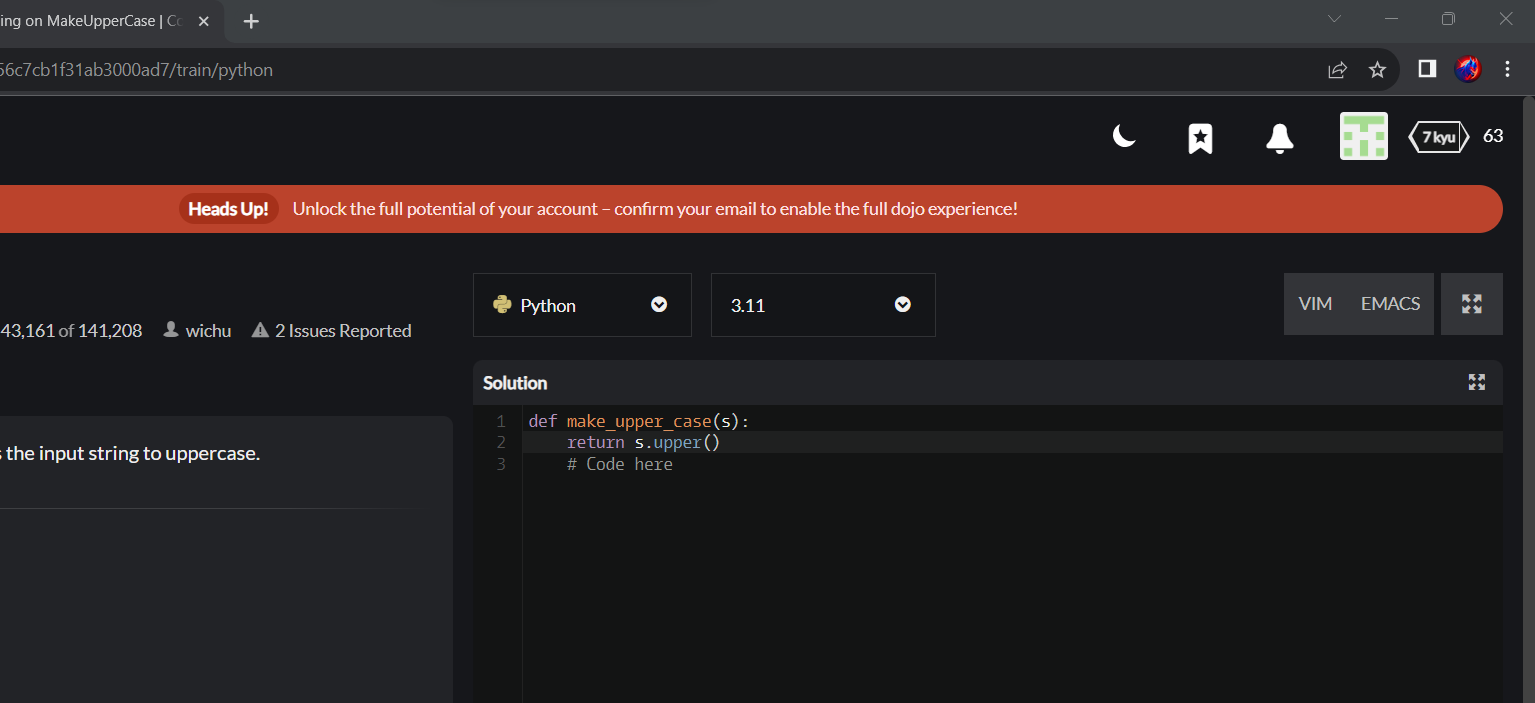 ing on MakeUpperCase | Co
56c7cb1f31ab3000ad7/train/python
7 kyu 63
Heads Up! Unlock the full potential of your account – confirm your email to enable the full dojo experience!
Python 3.11 VIM EMACS
43,161 of 141,208 wichu 2 Issues Reported
Solution
1 def make_upper_case(s):
2 return s.upper()
3 # Code here
the input string to uppercase.